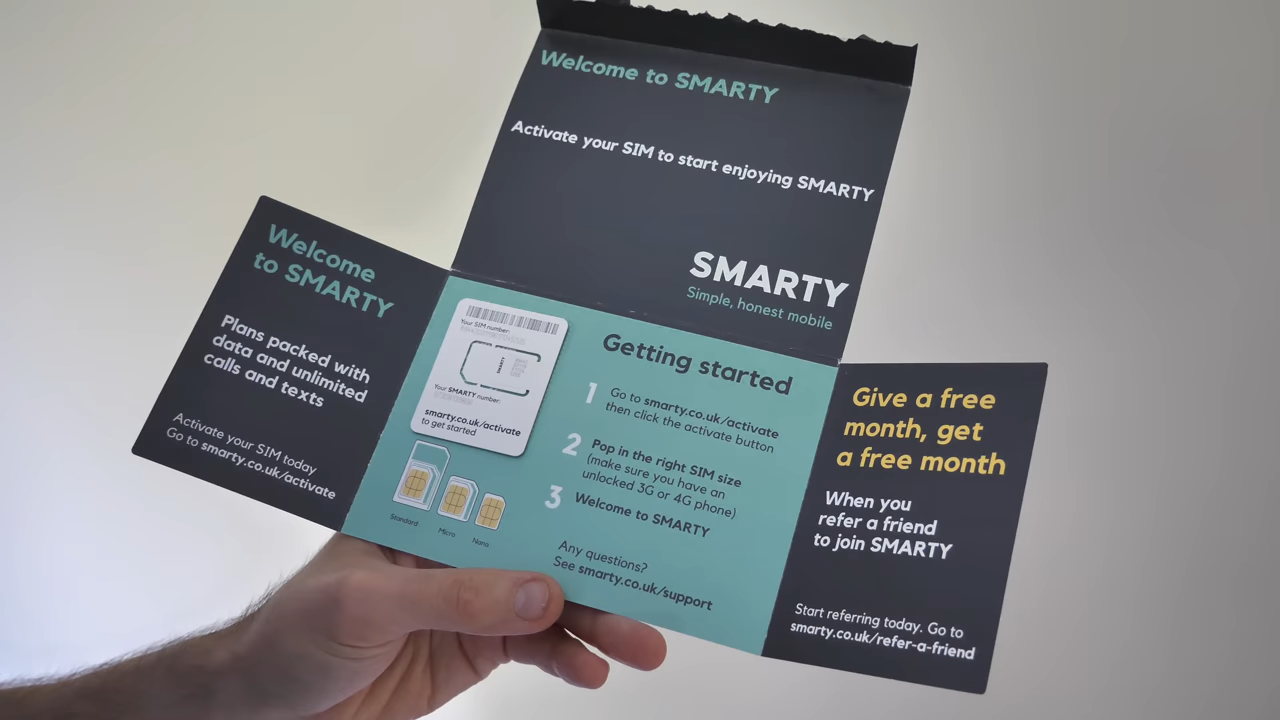 Welcome to SMARTY
Activate your SIM to start enjoying SMARTY
SMARTY
Simple, honest mobile
Welcome
to SMARTY
Plans packed with
data and unlimited
calls and texts
Activate your SIM today
Go to smarty.co.uk/activate
Your SIM number:
SMARTY
Your SMARTY number:
smarty.co.uk/activate
to get started
Standard
Micro
Nano
Getting started
1 Go to smarty.co.uk/activate
then click the activate button
2 Pop in the right SIM size
(make sure you have an
unlocked 3G or 4G phone)
3 Welcome to SMARTY
Any questions?
See smarty.co.uk/support
Give a free
month, get
a free month
When you
refer a friend
to join SMARTY
Start referring today. Go to
smarty.co.uk/refer-a-friend